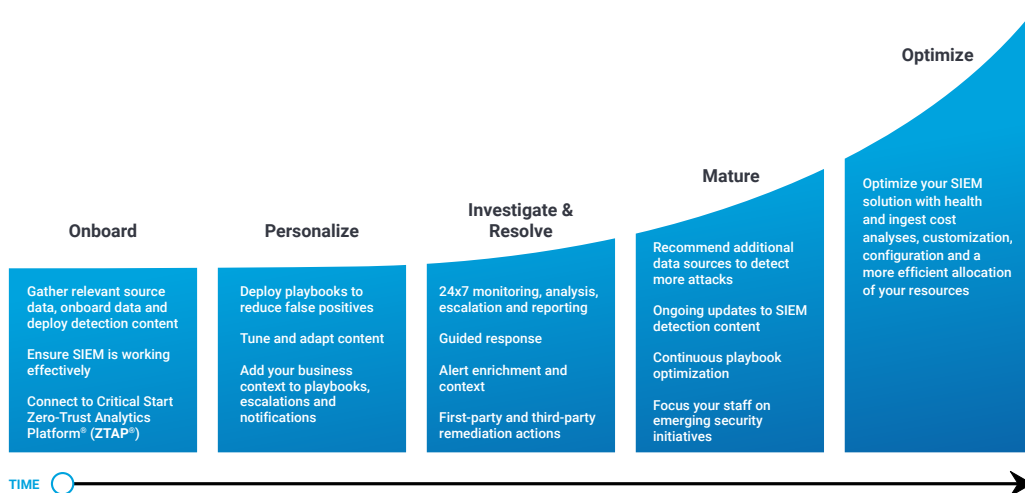 Onboard
Gather relevant source
data, onboard data and
deploy detection content
Ensure SIEM is working
effectively
Connect to Critical Start
Zero-Trust Analytics
Platform® (ZTAP®)
Personalize
Deploy playbooks to
reduce false positives
Tune and adapt content
Add your business
context to playbooks,
escalations and
notifications
Investigate &
Resolve
24x7 monitoring, analysis,
escalation and reporting
Guided response
Alert enrichment and
context
First-party and third-party
remediation actions
Mature
Recommend additional
data sources to detect
more attacks
Ongoing updates to SIEM
detection content
Continuous playbook
optimization
Focus your staff on
emerging security
initiatives
Optimize
Optimize your SIEM
solution with health
and ingest cost
analyses, customization,
configuration and a
more efficient allocation
of your resources
TIME